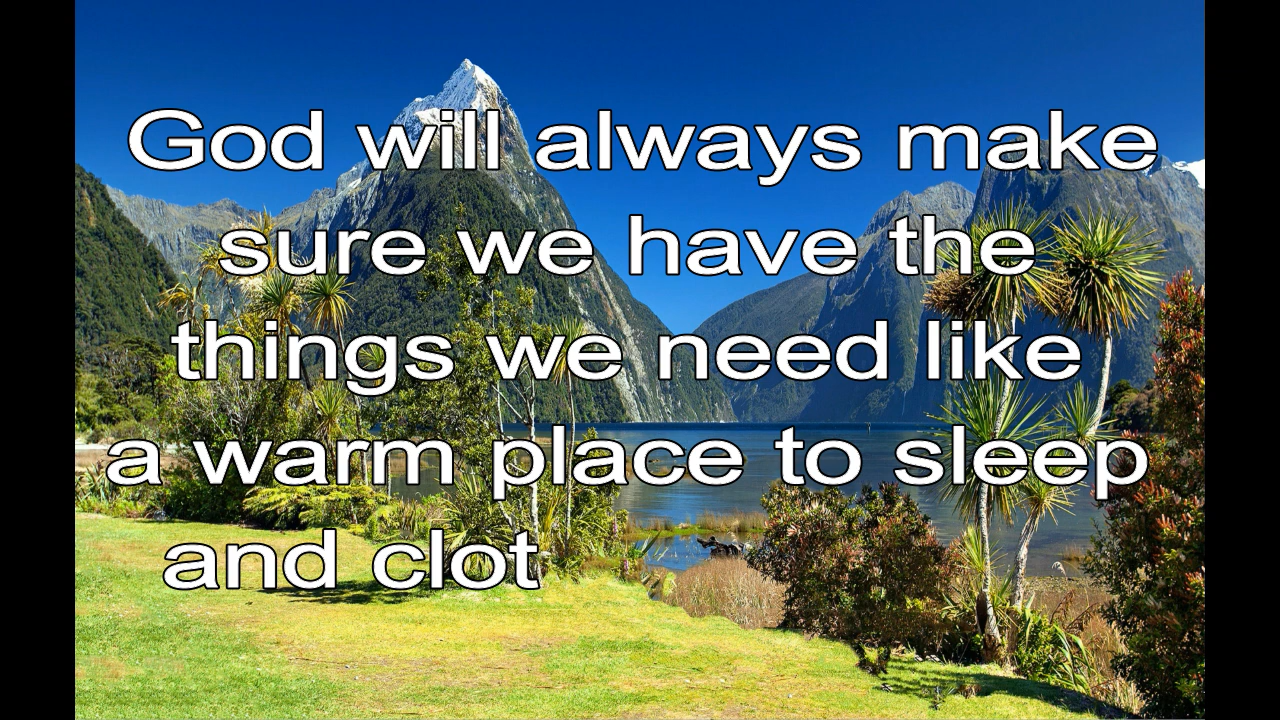 God will always make
sure we have the
things we need like
a warm place to sleep
and clot